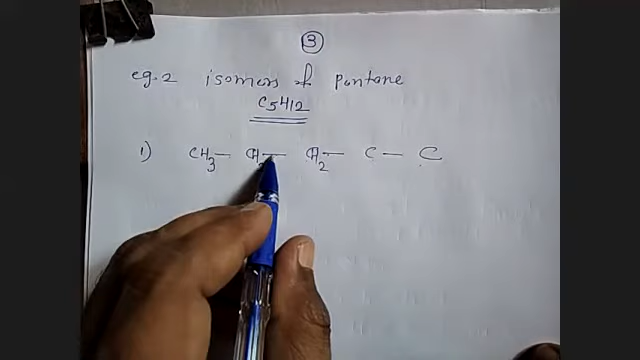 3
eg. 2 isomers of pentane
C5H12
1) CH3 — CH2 — CH2 — C — C